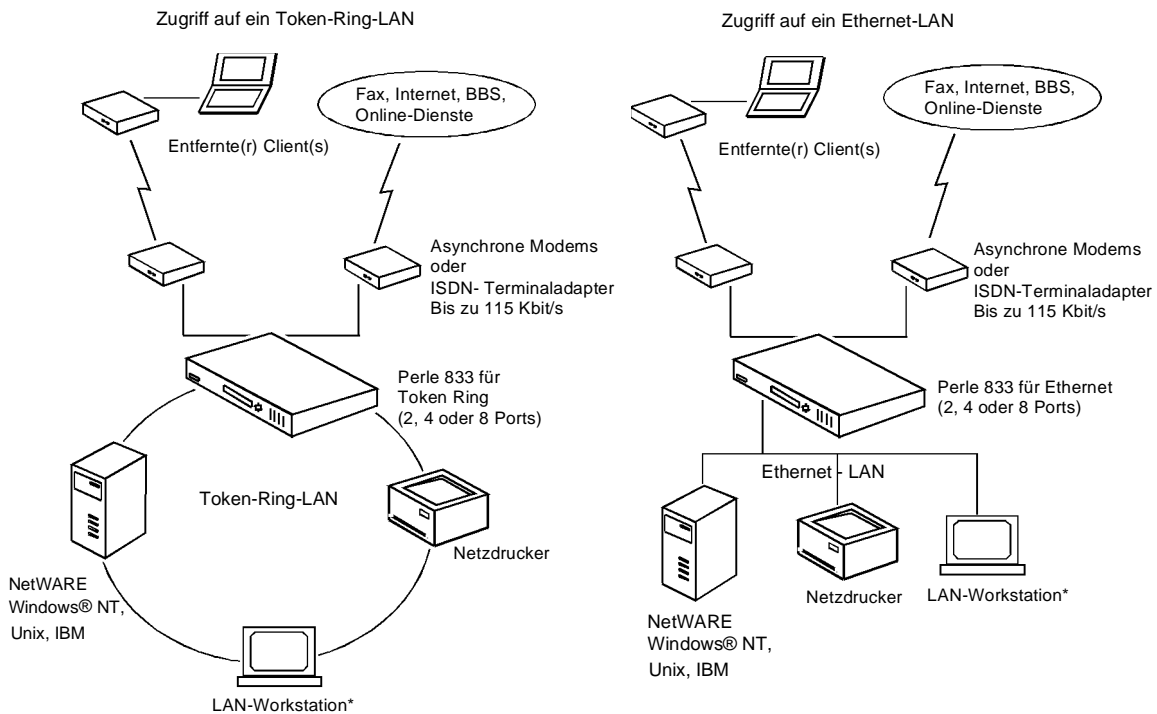 Zugriff auf ein Token-Ring-LAN
Fax, Internet, BBS,
Online-Dienste
Entfernte(r) Client(s)
Asynchrone Modems
oder
ISDN- Terminaladapter
Bis zu 115 Kbit/s
Perle 833 für
Token Ring
(2, 4 oder 8 Ports)
Token-Ring-LAN
Netzdrucker
NetWARE
Windows® NT,
Unix, IBM
LAN-Workstation*
Zugriff auf ein Ethernet-LAN
Fax, Internet, BBS,
Online-Dienste
Entfernte(r) Client(s)
Asynchrone Modems
oder
ISDN-Terminaladapter
Bis zu 115 Kbit/s
Perle 833 für Ethernet
(2, 4 oder 8 Ports)
Ethernet - LAN
Netzdrucker
LAN-Workstation*
NetWARE
Windows® NT,
Unix, IBM